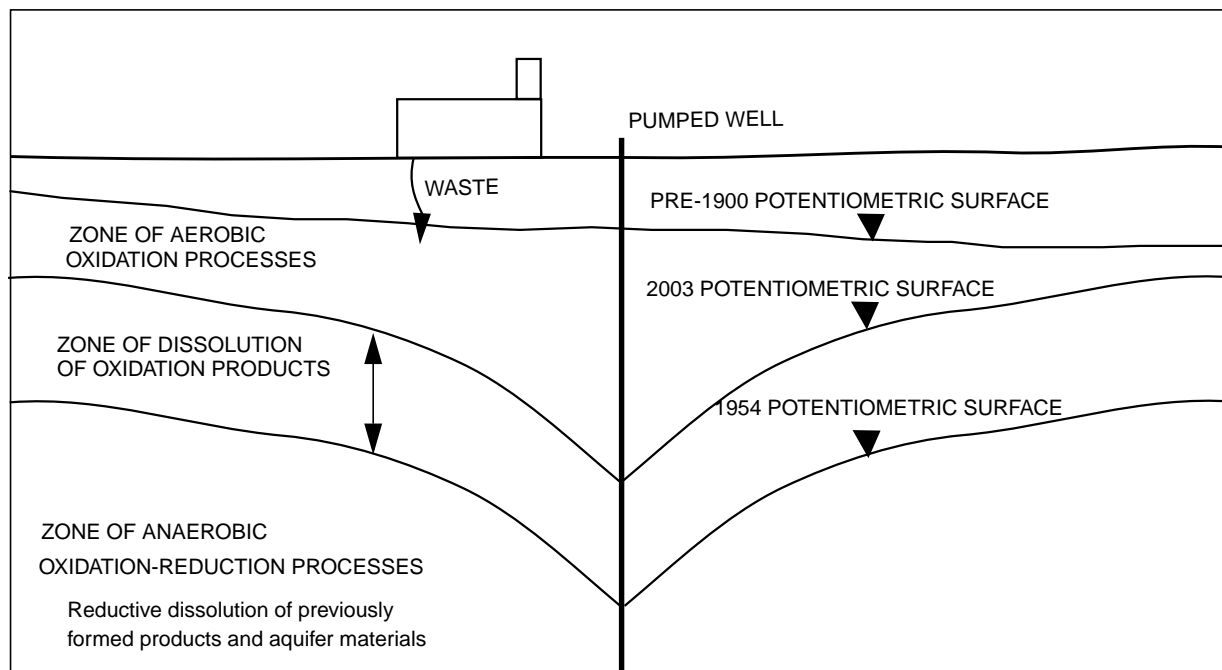 PUMPED WELL
WASTE
PRE-1900 POTENTIOMETRIC SURFACE
ZONE OF AEROBIC
OXIDATION PROCESSES
2003 POTENTIOMETRIC SURFACE
ZONE OF DISSOLUTION
OF OXIDATION PRODUCTS
1954 POTENTIOMETRIC SURFACE
ZONE OF ANAEROBIC
OXIDATION-REDUCTION PROCESSES
Reductive dissolution of previously
formed products and aquifer materials